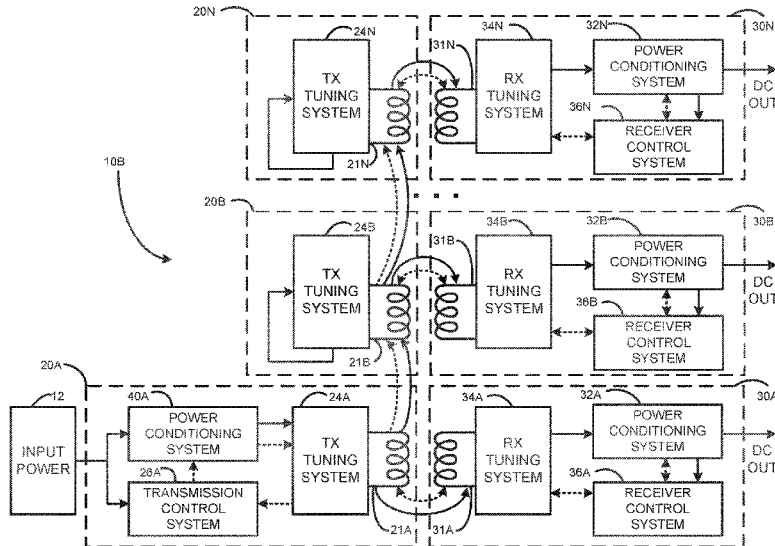 20N
24N
TX
TUNING
SYSTEM
21N
31N
34N
RX
TUNING
SYSTEM
32N
POWER
CONDITIONING
SYSTEM
30N
DC
OUT
36N
RECEIVER
CONTROL
SYSTEM
10B
20B
24B
TX
TUNING
SYSTEM
21B
31B
34B
RX
TUNING
SYSTEM
32B
POWER
CONDITIONING
SYSTEM
30B
DC
OUT
36B
RECEIVER
CONTROL
SYSTEM
20A
12
INPUT
POWER
40A
POWER
CONDITIONING
SYSTEM
26A
TRANSMISSION
CONTROL
SYSTEM
24A
TX
TUNING
SYSTEM
21A
31A
34A
RX
TUNING
SYSTEM
32A
POWER
CONDITIONING
SYSTEM
30A
DC
OUT
36A
RECEIVER
CONTROL
SYSTEM